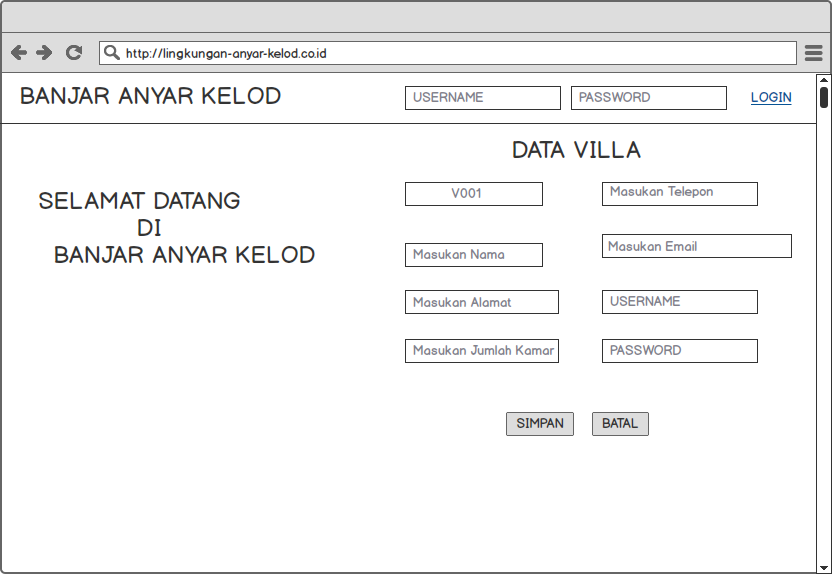 http://lingkungan-anyar-kelod.co.id
BANJAR ANYAR KELOD
USERNAME
PASSWORD
LOGIN
SELAMAT DATANG
DI
BANJAR ANYAR KELOD
DATA VILLA
V001
Masukan Telepon
Masukan Nama
Masukan Email
Masukan Alamat
USERNAME
Masukan Jumlah Kamar
PASSWORD
SIMPAN
BATAL